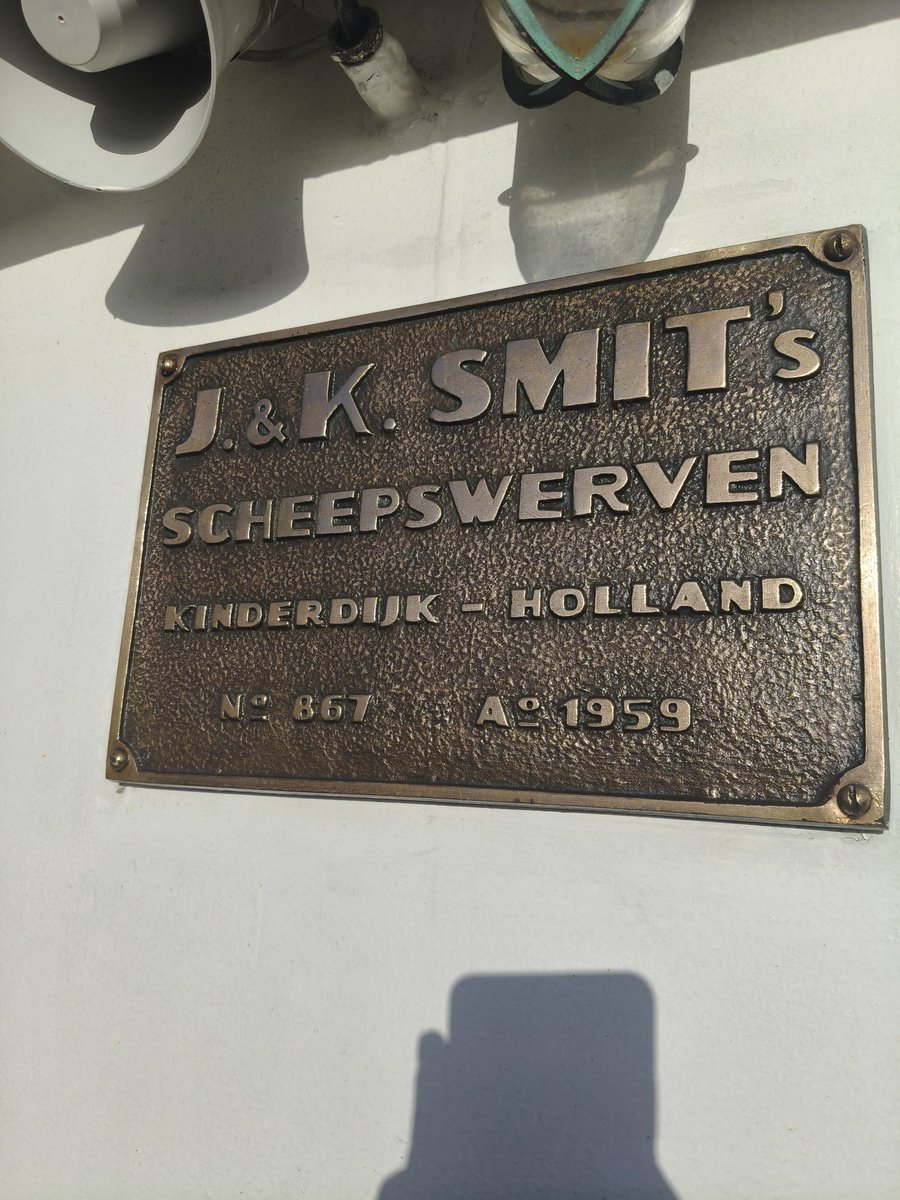 J. & K. SMIT's
SCHEEPSWERVEN
KINDERDIJK - HOLLAND
Nº 867 Aº 1959